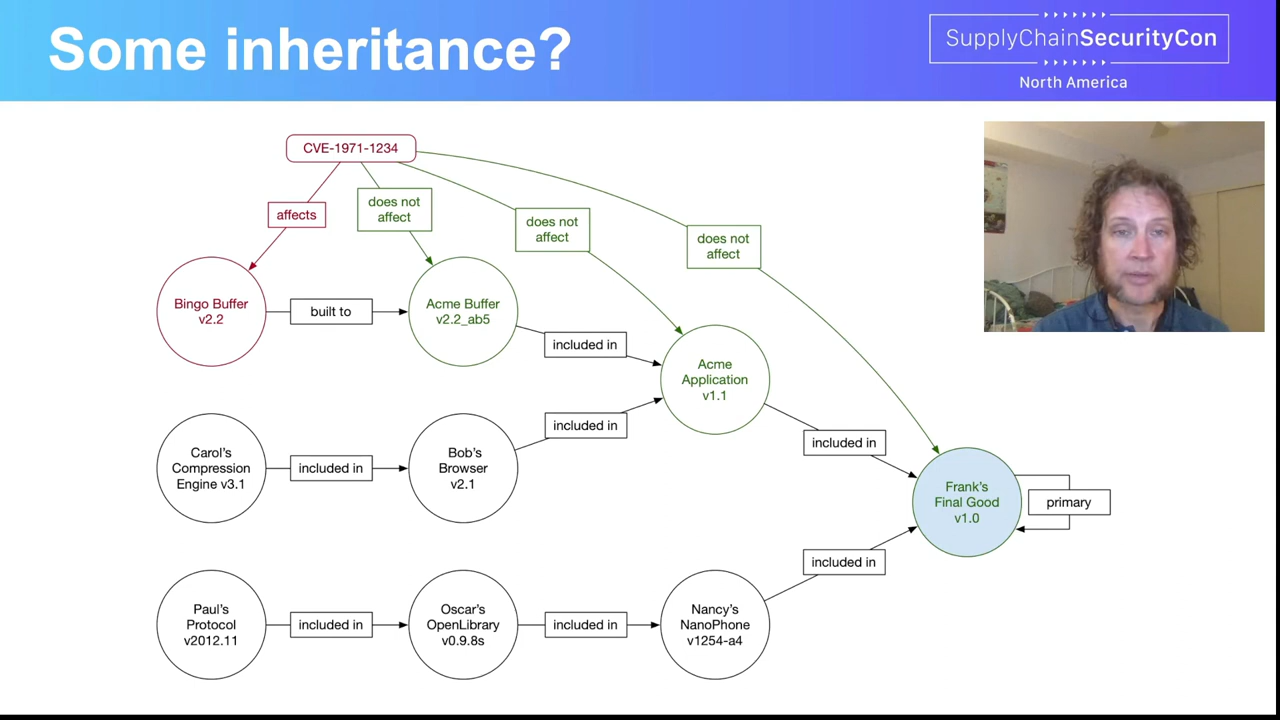 Some inheritance?
SupplyChainSecurityCon
North America
CVE-1971-1234
affects
does not
affect
does not
affect
does not
affect
Bingo Buffer
v2.2
built to
Acme Buffer
v2.2_ab5
included in
Acme
Application
v1.1
Carol's
Compression
Engine v3.1
included in
Bob's
Browser
v2.1
included in
included in
Frank's
Final Good
v1.0
primary
Paul's
Protocol
v2012.11
included in
Oscar's
OpenLibrary
v0.9.8s
included in
Nancy's
NanoPhone
v1254-a4
included in